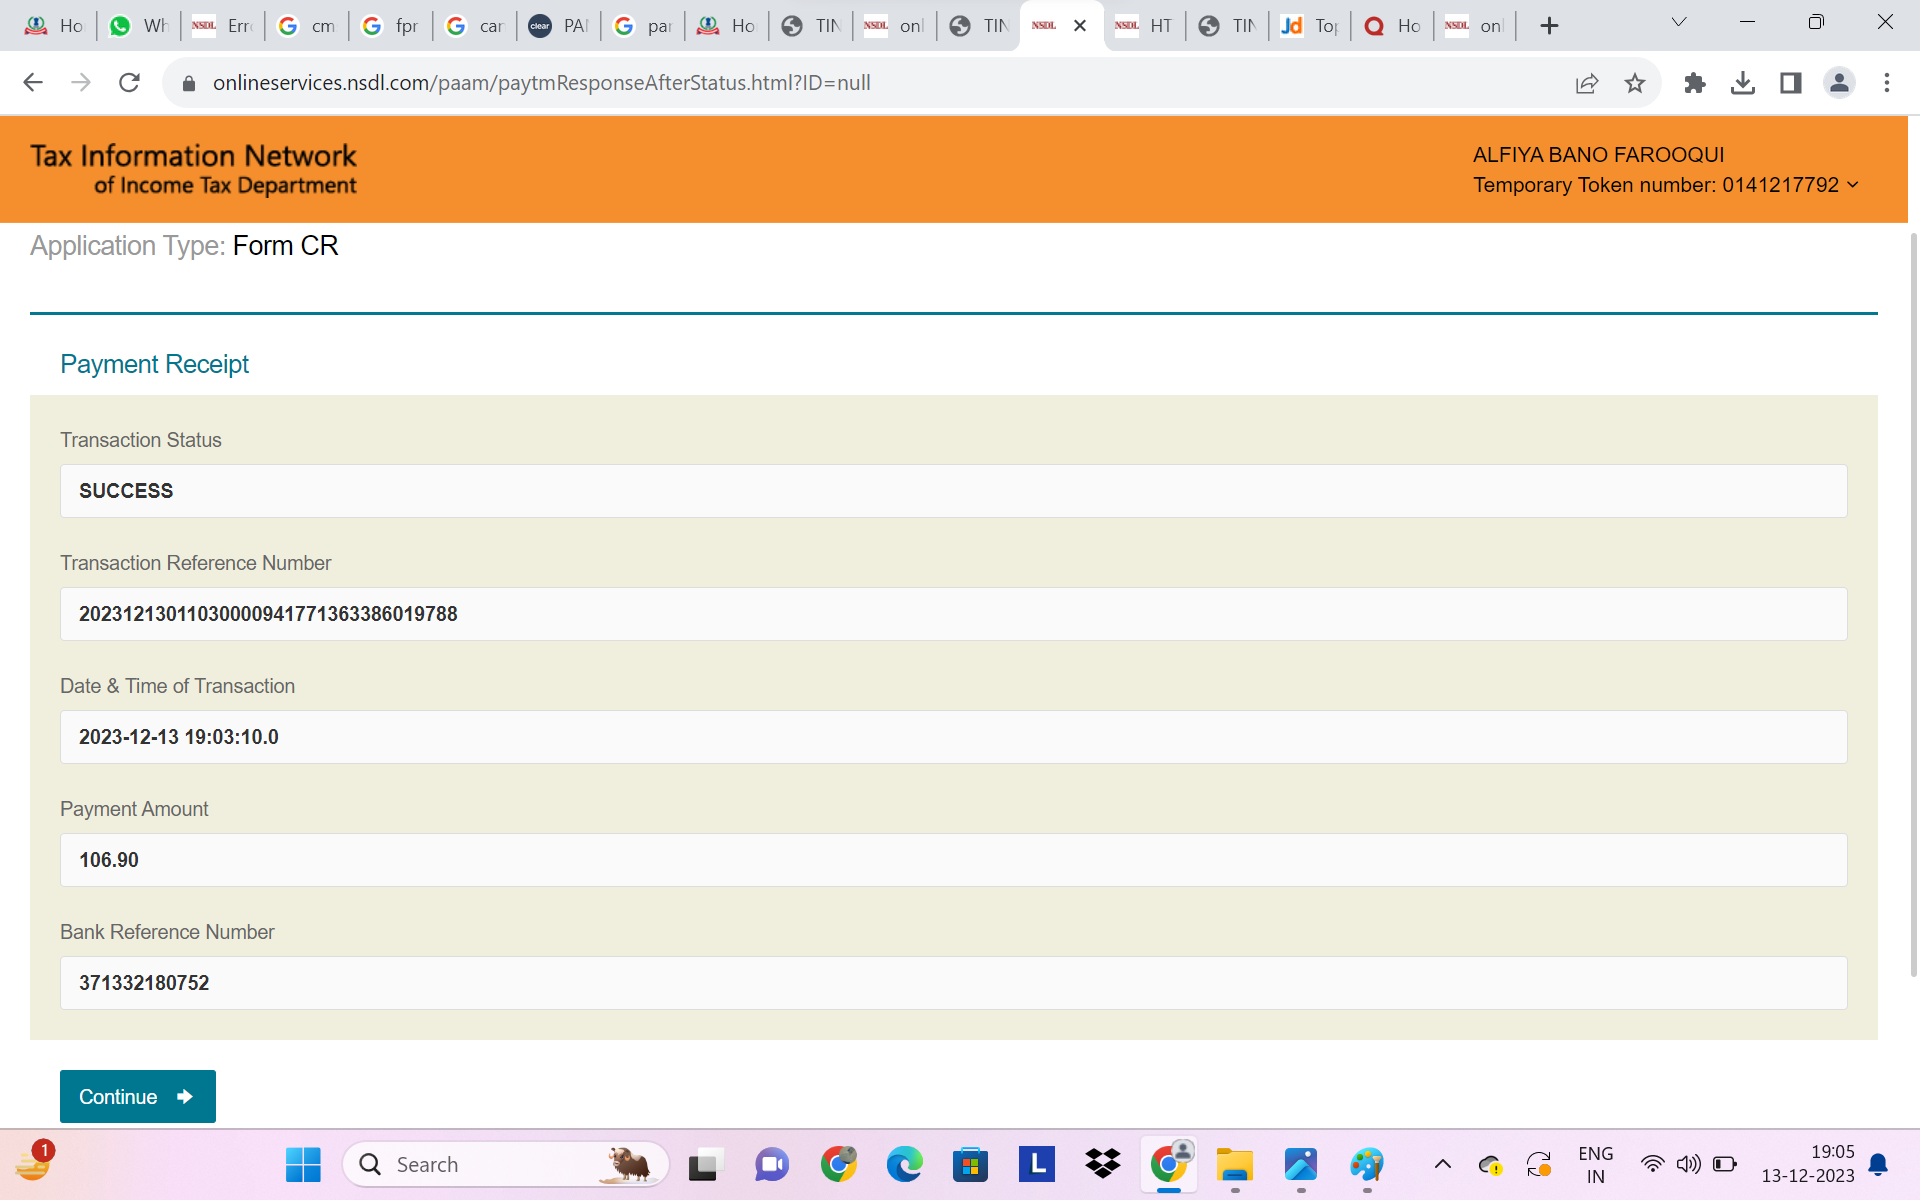 Ho Wh Err cm fpr car PAN par Ho TIN onl TIN HT TIN Top Ho onl
onlineservices.nsdl.com/paam/paytmResponseAfterStatus.html?ID=null
Tax Information Network
of Income Tax Department
ALFIYA BANO FAROOQUI
Temporary Token number: 0141217792
Application Type: Form CR
Payment Receipt
Transaction Status
SUCCESS
Transaction Reference Number
20231213011030000941771363386019788
Date & Time of Transaction
2023-12-13 19:03:10.0
Payment Amount
106.90
Bank Reference Number
371332180752
Continue
1
Search
L
ENG
IN
19:05
13-12-2023